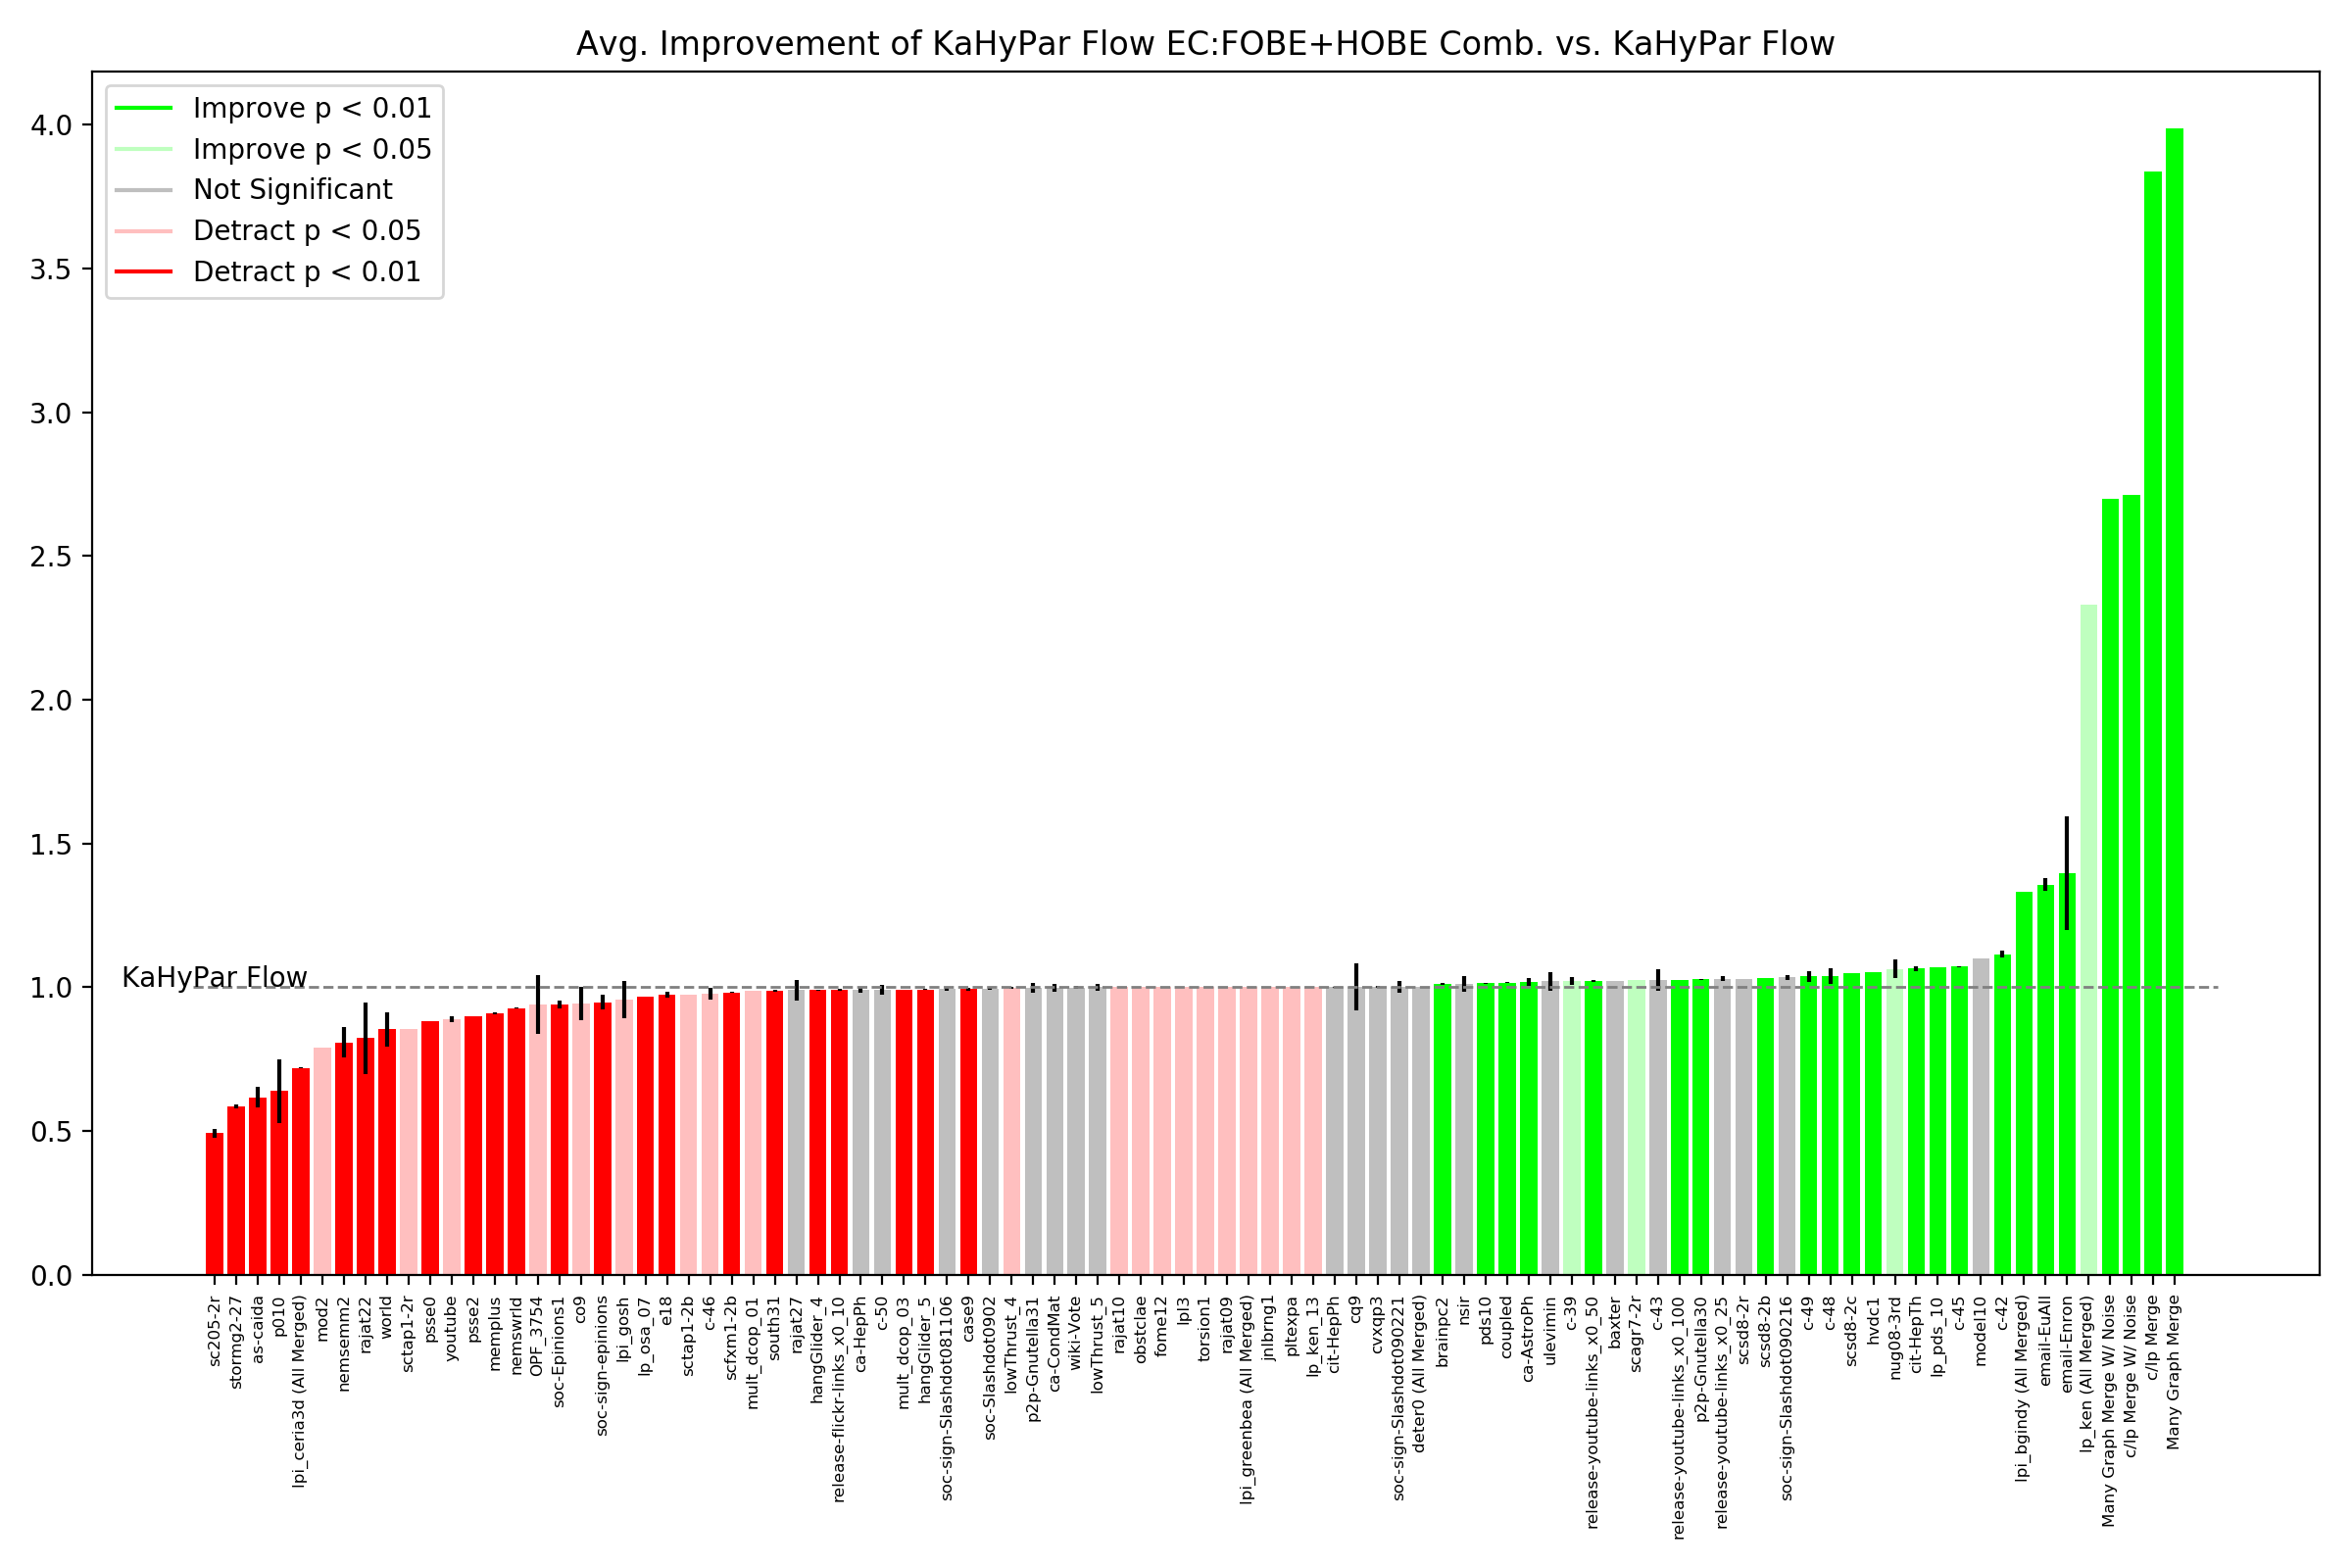 Avg. Improvement of KaHyPar Flow EC:FOBE+HOBE Comb. vs. KaHyPar Flow
Improve p < 0.01
Improve p < 0.05
Not Significant
Detract p < 0.05
Detract p < 0.01
4.0
3.5
3.0
2.5
2.0
1.5
1.0
0.5
0.0
KaHyPar Flow
sc205-2r
stormg2-27
as-caida
p010
lpi_ceria3d (All Merged)
mod2
nemsemm2
rajat22
world
sctap1-2r
psse0
youtube
psse2
memplus
nemswrld
OPF_3754
soc-Epinions1
co9
soc-sign-epinions
lpi_gosh
lp_osa_07
e18
sctap1-2b
c-46
scfxm1-2b
mult_dcop_01
south31
rajat27
hangGlider_4
release-flickr-links_x0_10
ca-HepPh
c-50
mult_dcop_03
hangGlider_5
soc-sign-Slashdot081106
case9
soc-Slashdot0902
lowThrust_4
p2p-Gnutella31
ca-CondMat
wiki-Vote
lowThrust_5
rajat10
obstclae
fome12
lpl3
torsion1
rajat09
lpi_greenbea (All Merged)
jnlbrng1
pltexpa
lp_ken_13
cit-HepPh
cq9
cvxqp3
soc-sign-Slashdot090221
deter0 (All Merged)
brainpc2
nsir
pds10
coupled
ca-AstroPh
ulevimin
c-39
release-youtube-links_x0_50
baxter
scagr7-2r
c-43
release-youtube-links_x0_100
p2p-Gnutella30
release-youtube-links_x0_25
scsd8-2r
scsd8-2b
soc-sign-Slashdot090216
c-49
c-48
scsd8-2c
hvdc1
nug08-3rd
cit-HepTh
lp_pds_10
c-45
model10
c-42
lpi_bgindy (All Merged)
email-EuAll
email-Enron
lp_ken (All Merged)
Many Graph Merge W/ Noise
c/lp Merge W/ Noise
c/lp Merge
Many Graph Merge